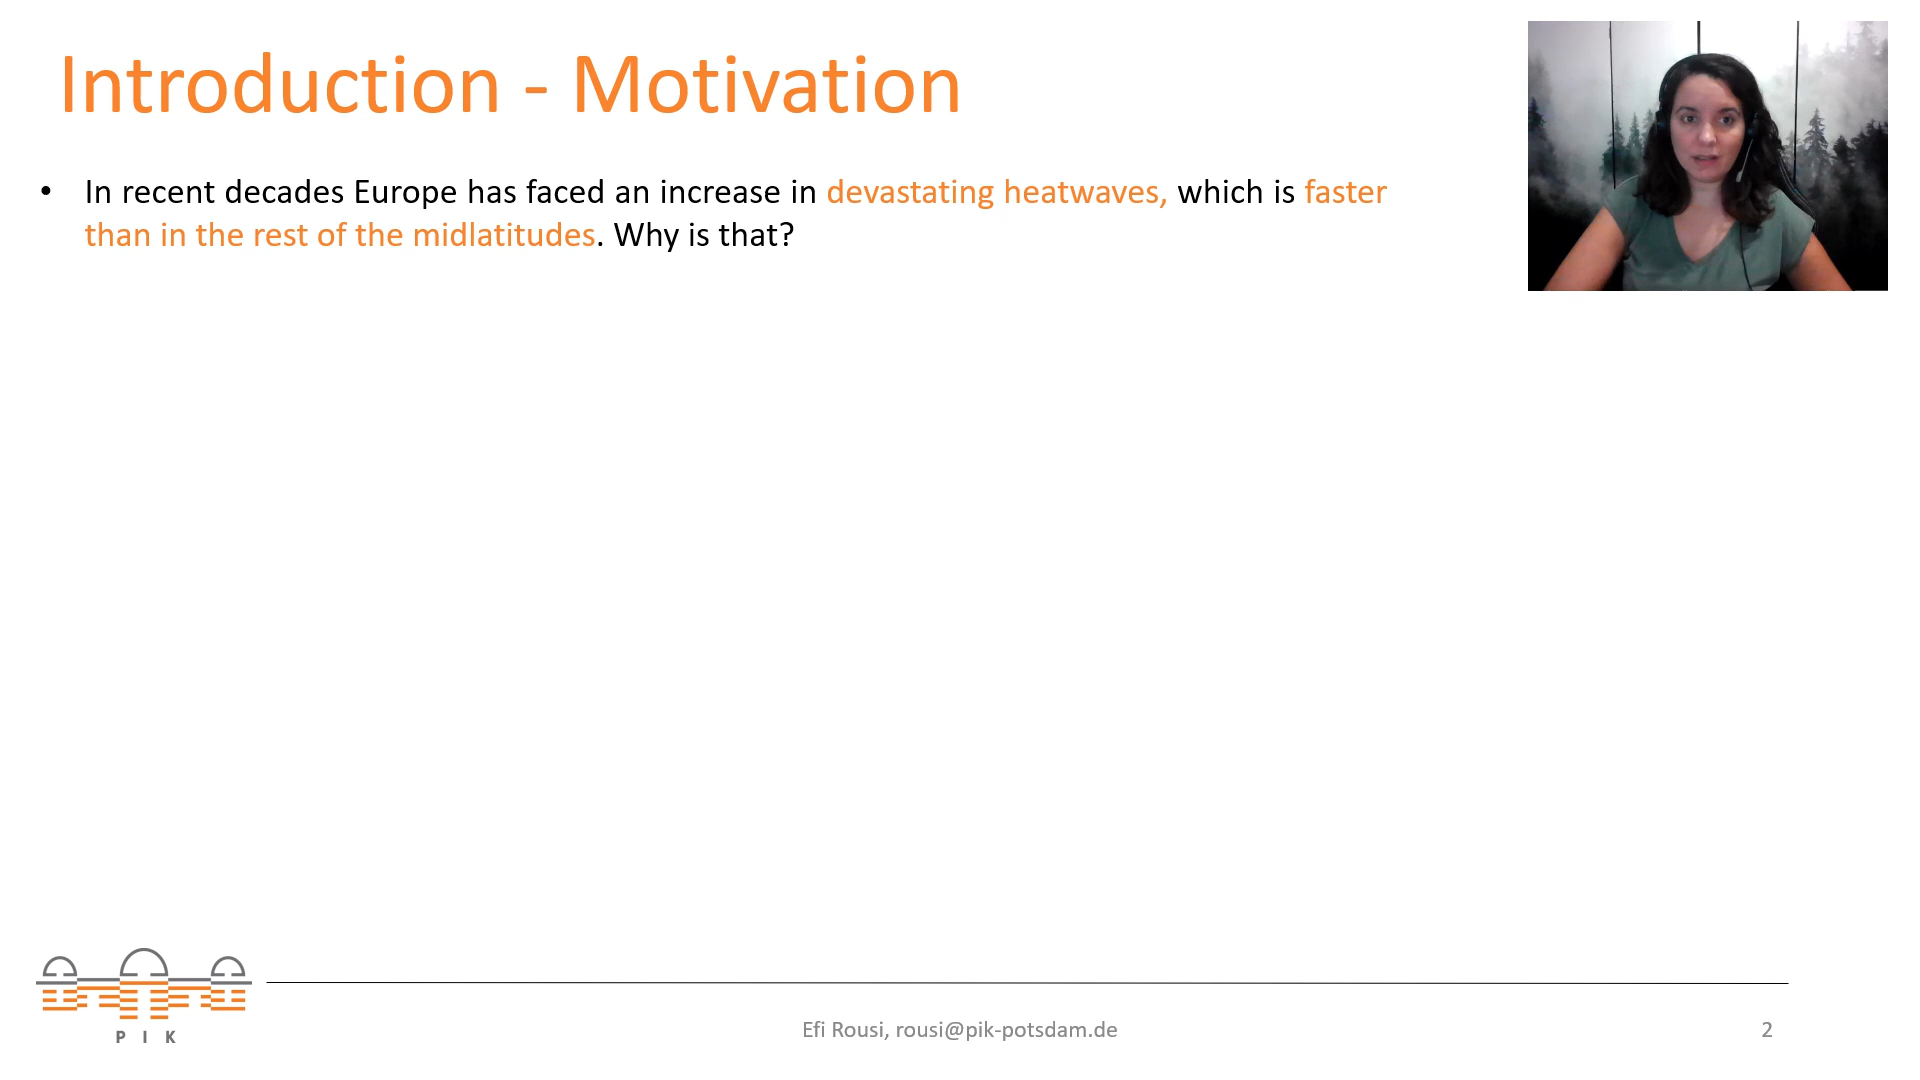 Introduction - Motivation
• In recent decades Europe has faced an increase in devastating heatwaves, which is faster
than in the rest of the midlatitudes. Why is that?
P I K
Efi Rousi, rousi@pik-potsdam.de
2